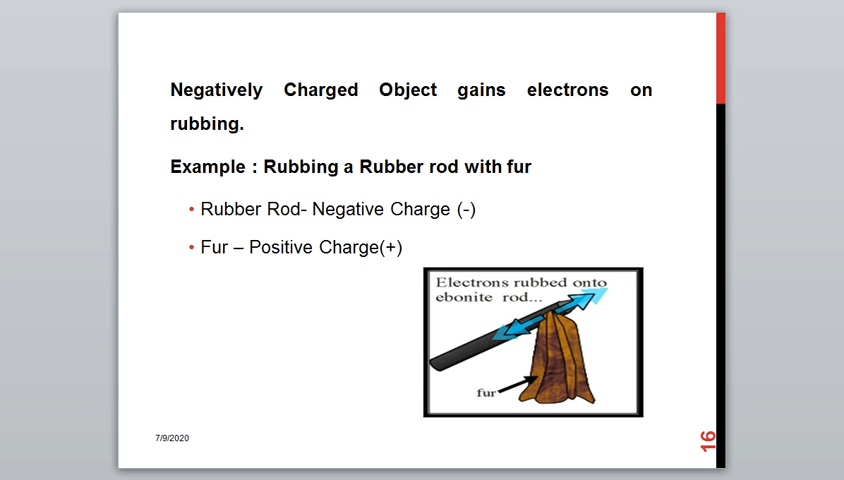 Negatively Charged Object gains electrons on
rubbing.
Example : Rubbing a Rubber rod with fur
• Rubber Rod- Negative Charge (-)
• Fur – Positive Charge(+)
Electrons rubbed onto
ebonite rod...
fur
7/9/2020
16